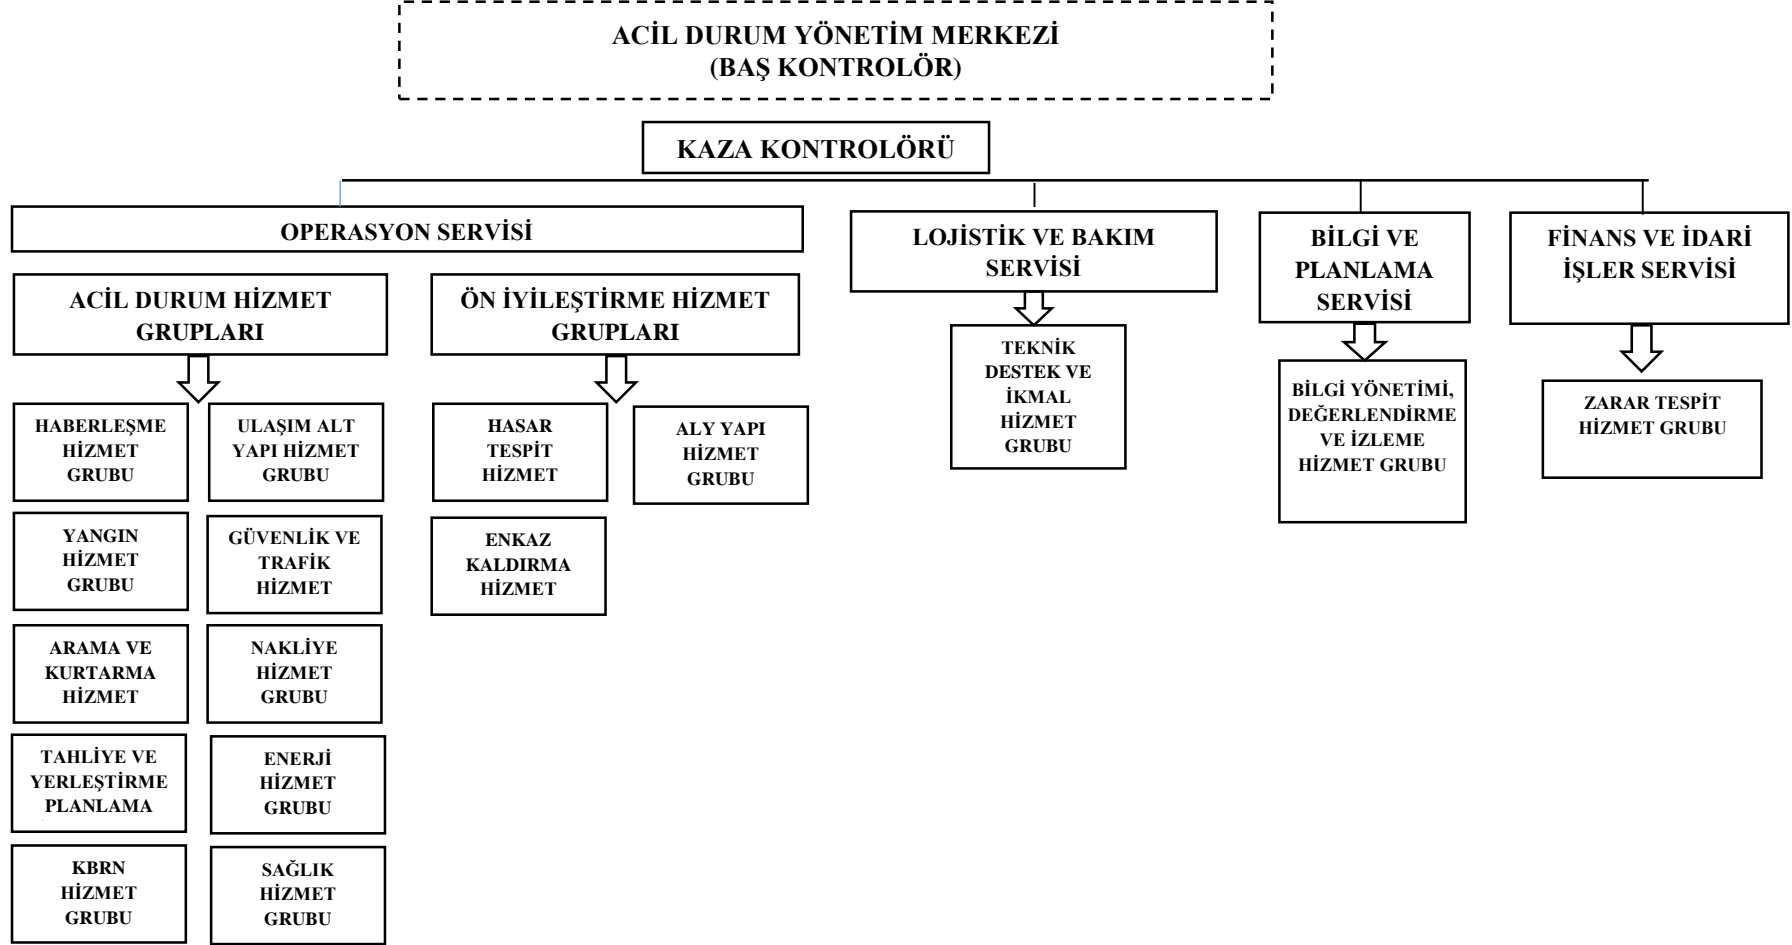 ACİL DURUM YÖNETİM MERKEZİ
(BAŞ KONTROLÖR)
KAZA KONTROLÖRÜ
OPERASYON SERVİSİ
LOJİSTİK VE BAKIM
SERVİSİ
BİLGİ VE
PLANLAMA
SERVİSİ
FİNANS VE İDARİ
İŞLER SERVİSİ
ACİL DURUM HİZMET
GRUPLARI
ÖN İYİLEŞTİRME HİZMET
GRUPLARI
TEKNİK
DESTEK VE
İKMAL
HİZMET
GRUBU
BİLGİ YÖNETİMİ,
DEĞERLENDİRME
VE İZLEME
HİZMET GRUBU
ZARAR TESPİT
HİZMET GRUBU
HABERLEŞME
HİZMET
GRUBU
ULAŞIM ALT
YAPI HİZMET
GRUBU
HASAR
TESPİT
HİZMET
ALY YAPI
HİZMET
GRUBU
YANGIN
HİZMET
GRUBU
GÜVENLİK VE
TRAFİK
HİZMET
ENKAZ
KALDIRMA
HİZMET
ARAMA VE
KURTARMA
HİZMET
NAKLİYE
HİZMET
GRUBU
TAHLİYE VE
YERLEŞTİRME
PLANLAMA
ENERJİ
HİZMET
GRUBU
KBRN
HİZMET
GRUBU
SAĞLIK
HİZMET
GRUBU